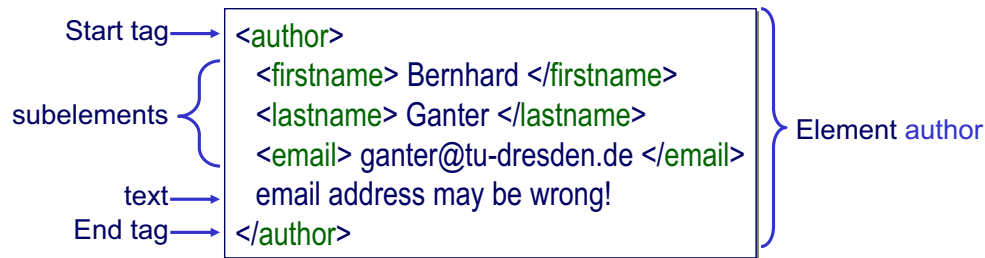 Start tag
<author>
<firstname> Bernhard </firstname>
subelements
<lastname> Ganter </lastname>
<email> ganter@tu-dresden.de </email>
Element author
text
email address may be wrong!
End tag
</author>